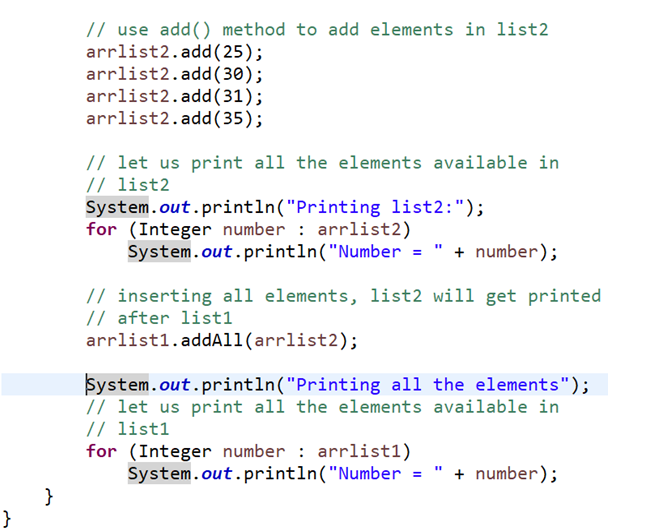 // use add() method to add elements in list2
arrlist2.add(25);
arrlist2.add(30);
arrlist2.add(31);
arrlist2.add(35);
// let us print all the elements available in
// list2
System.out.println("Printing list2:");
for (Integer number : arrlist2)
System.out.println("Number = " + number);
// inserting all elements, list2 will get printed
// after list1
arrlist1.addAll(arrlist2);
System.out.println("Printing all the elements");
// let us print all the elements available in
// list1
for (Integer number : arrlist1)
System.out.println("Number = " + number);
}
}